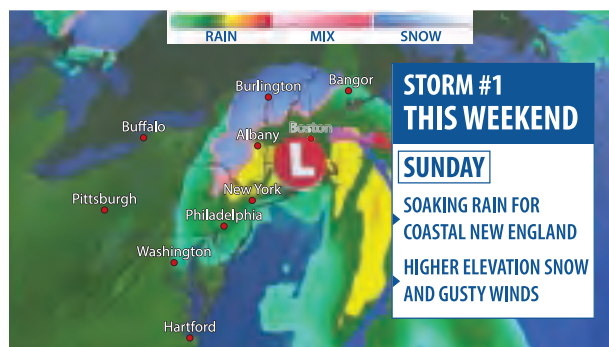 RAIN MIX SNOW
Burlington
Bangor
STORM #1
THIS WEEKEND
Buffalo
Albany
Boston
L
SUNDAY
Pittsburgh
New York
Philadelphia
SOAKING RAIN FOR
COASTAL NEW ENGLAND
Washington
HIGHER ELEVATION SNOW
AND GUSTY WINDS
Hartford